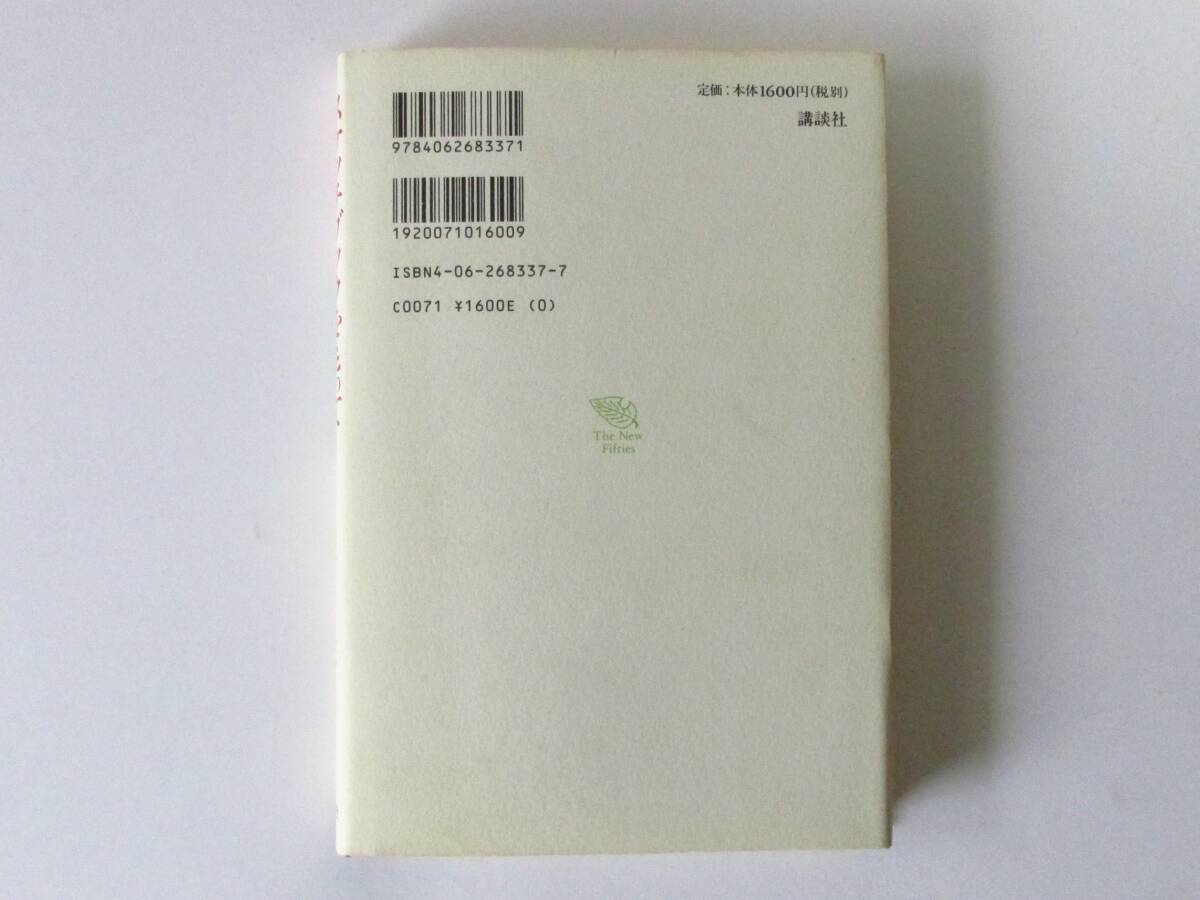 定価:本体1600円(税別)
講談社
9784062683371
1920071016009
ISBN4-06-268337-7
C0071 ¥1600E (0)
The New
Fifties